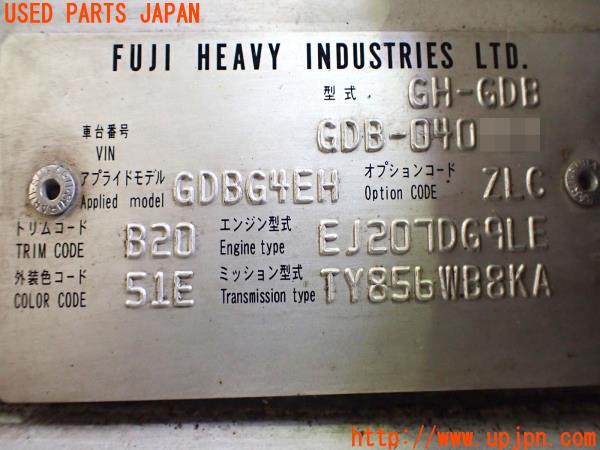 USED PARTS JAPAN
FUJI HEAVY INDUSTRIES LTD.
型式 GH-GDB
車台番号 VIN GDB-040
アプライドモデル Applied model GDBG4EH オプションコード Option CODE ZLC
トリムコード TRIM CODE B20 エンジン型式 Engine type EJ207DG9LE
外装色コード COLOR CODE 51E ミッション型式 Transmission type TY856WB8KA
http://www.upjpn.com/